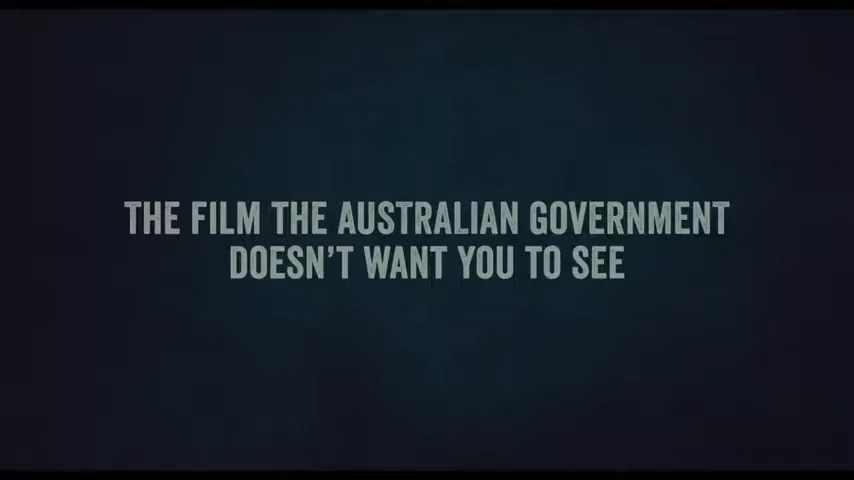 THE FILM THE AUSTRALIAN GOVERNMENT
DOESN’T WANT YOU TO SEE